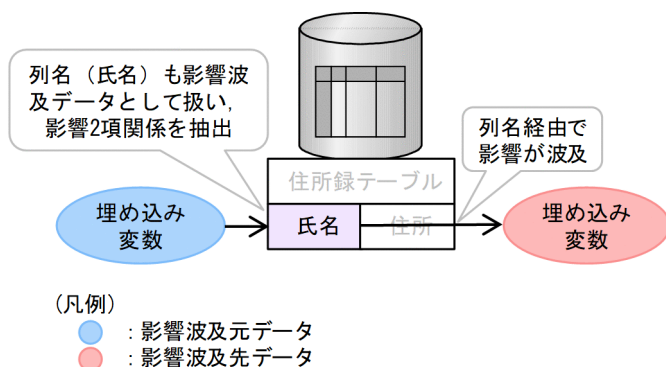 列名（氏名）も影響波
及データとして扱い，
影響2項関係を抽出
列名経由で
影響が波及
住所録テーブル
埋め込み
変数
氏名
住所
埋め込み
変数
(凡例)
：影響波及元データ
：影響波及先データ